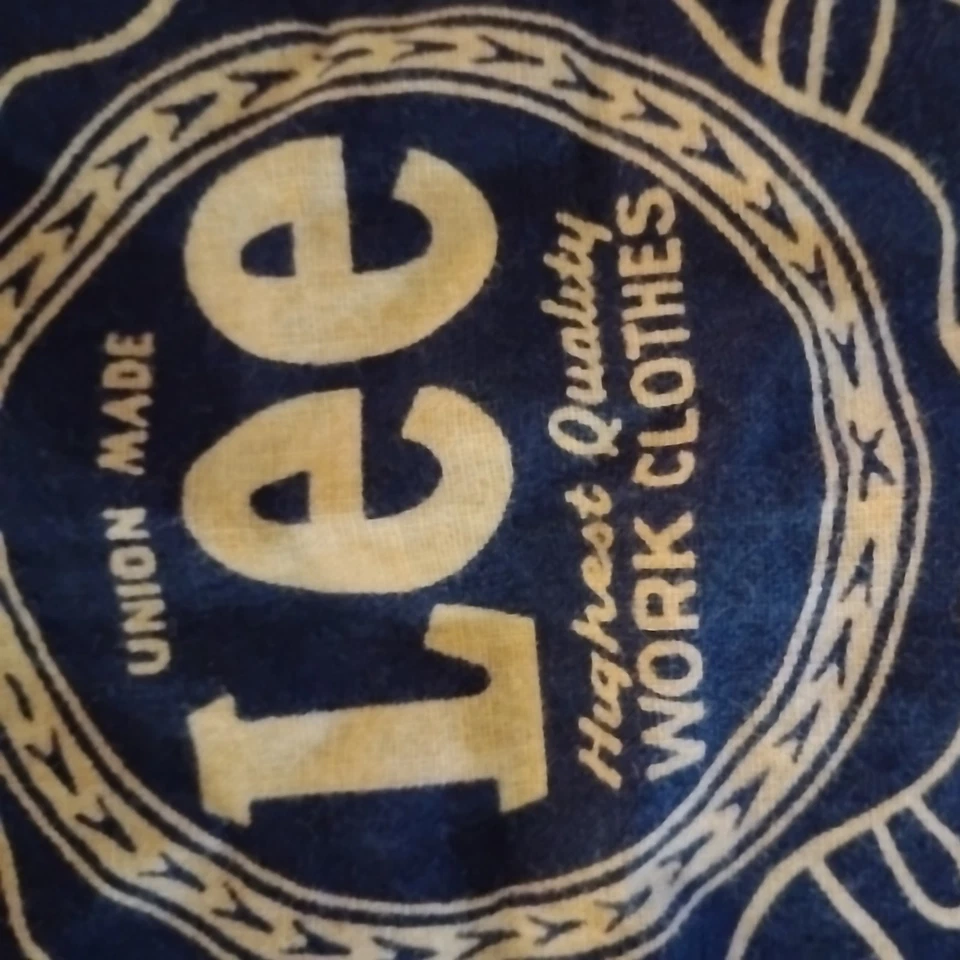 UNION MADE
Lee
Highest Quality
WORK CLOTHES